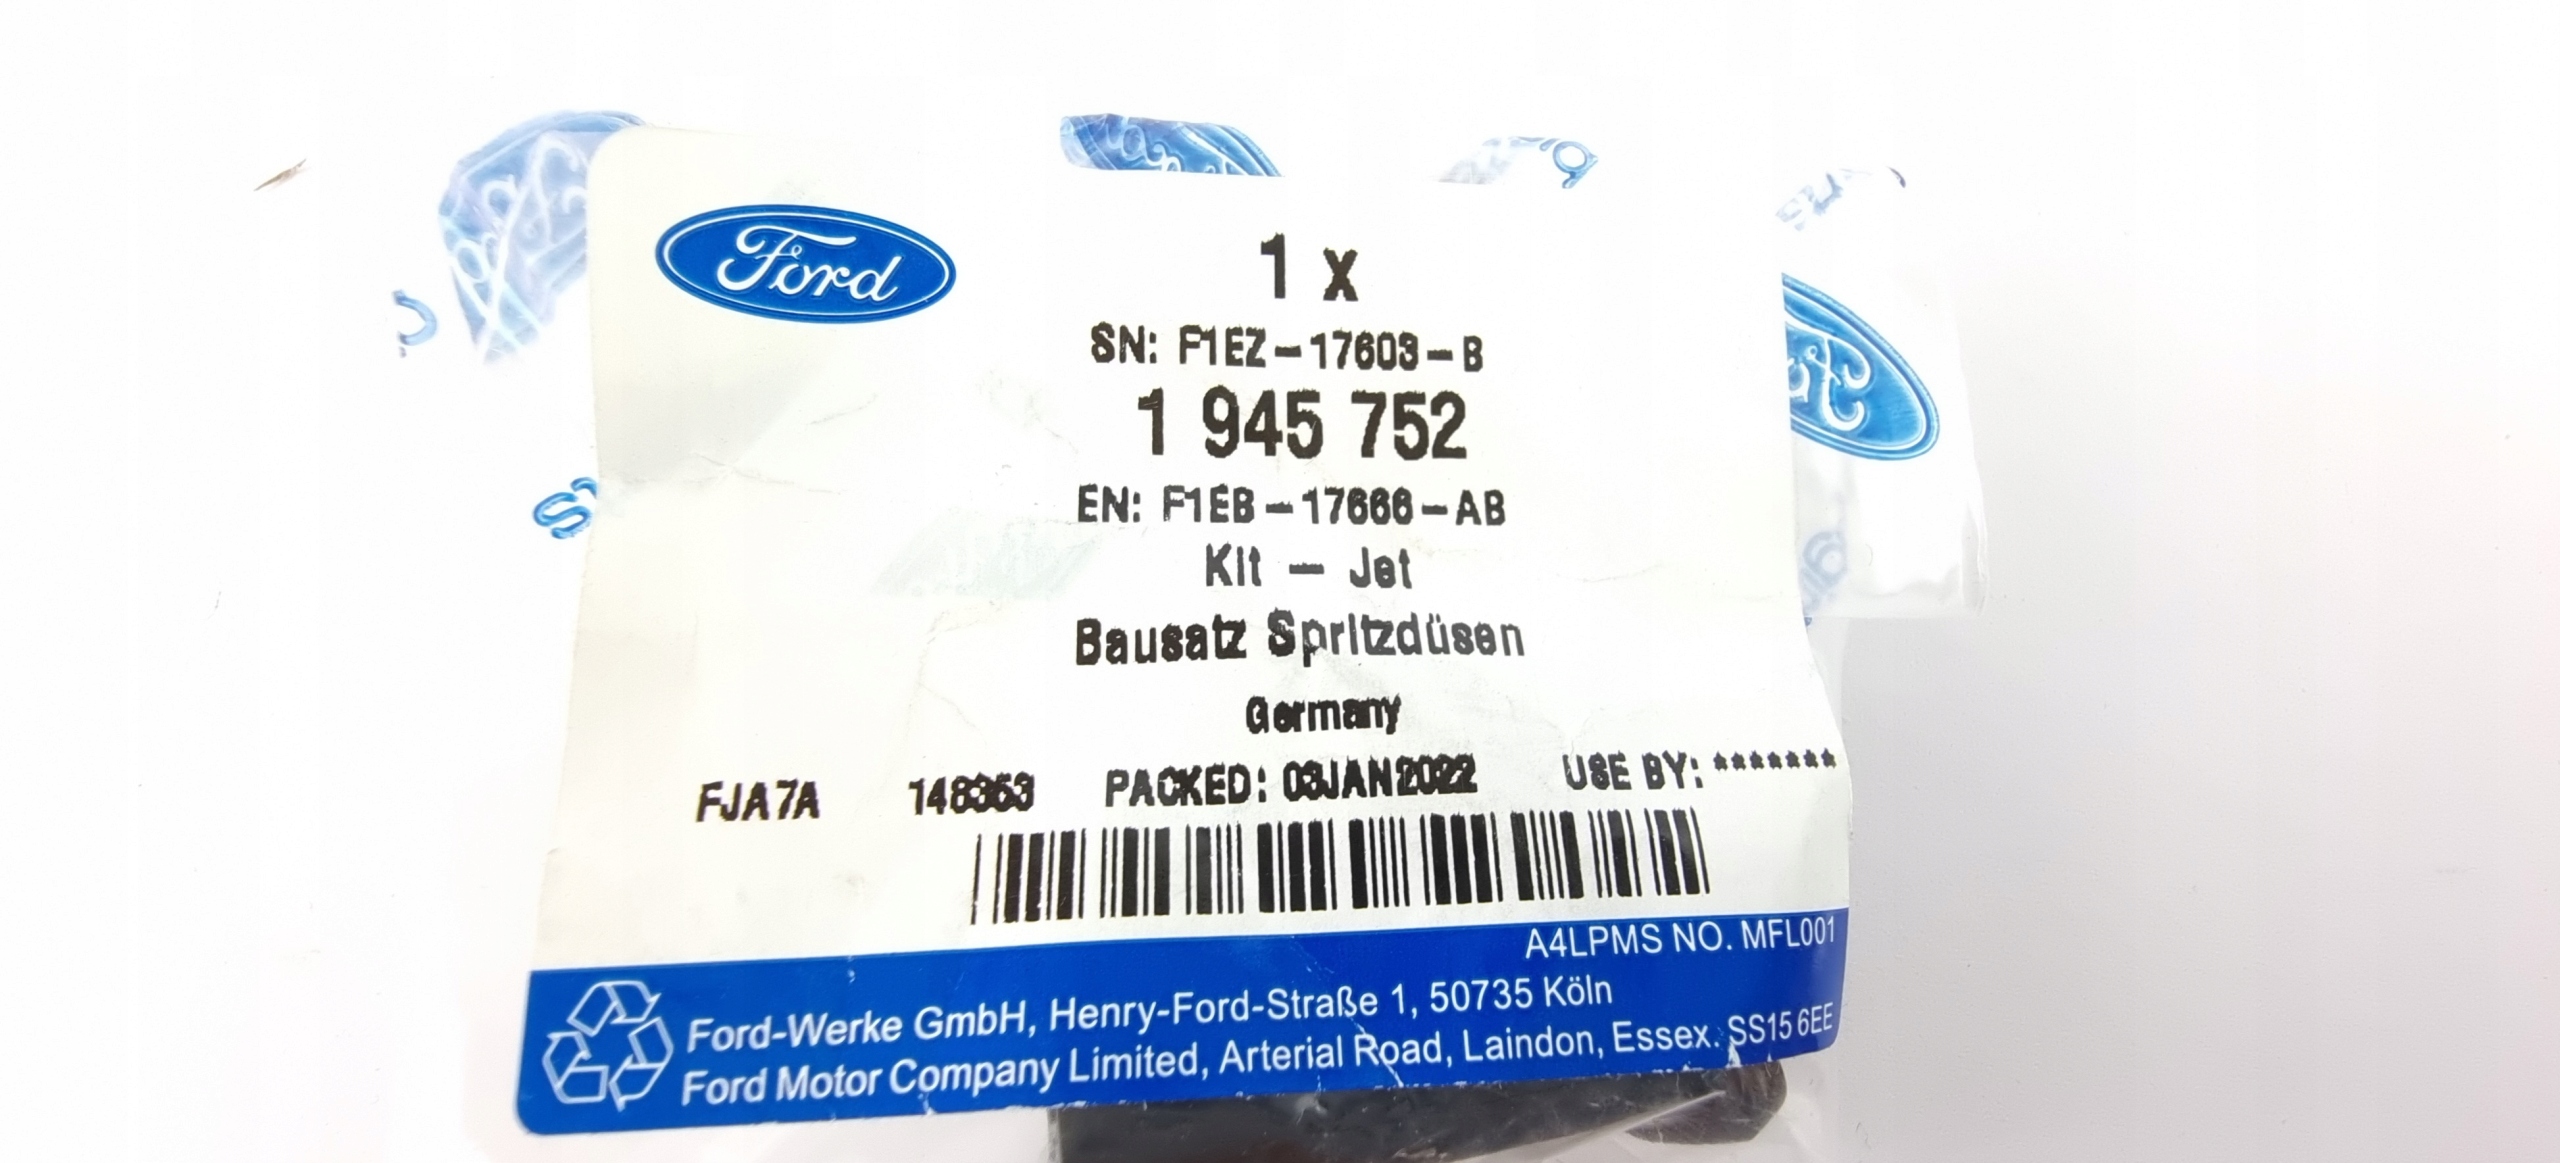 Ford
1 x
SN: F1EZ-17603-B
1 945 752
EN: F1EB-17666-AB
Kit - Jet
Bausatz Spritzdüsen
Germany
FJA7A 148353 PACKED: 03JAN2022 USE BY: *******
A4LPMS NO. MFL001
Ford-Werke GmbH, Henry-Ford-Straße 1, 50735 Köln
Ford Motor Company Limited, Arterial Road, Laindon, Essex. SS15 6EE